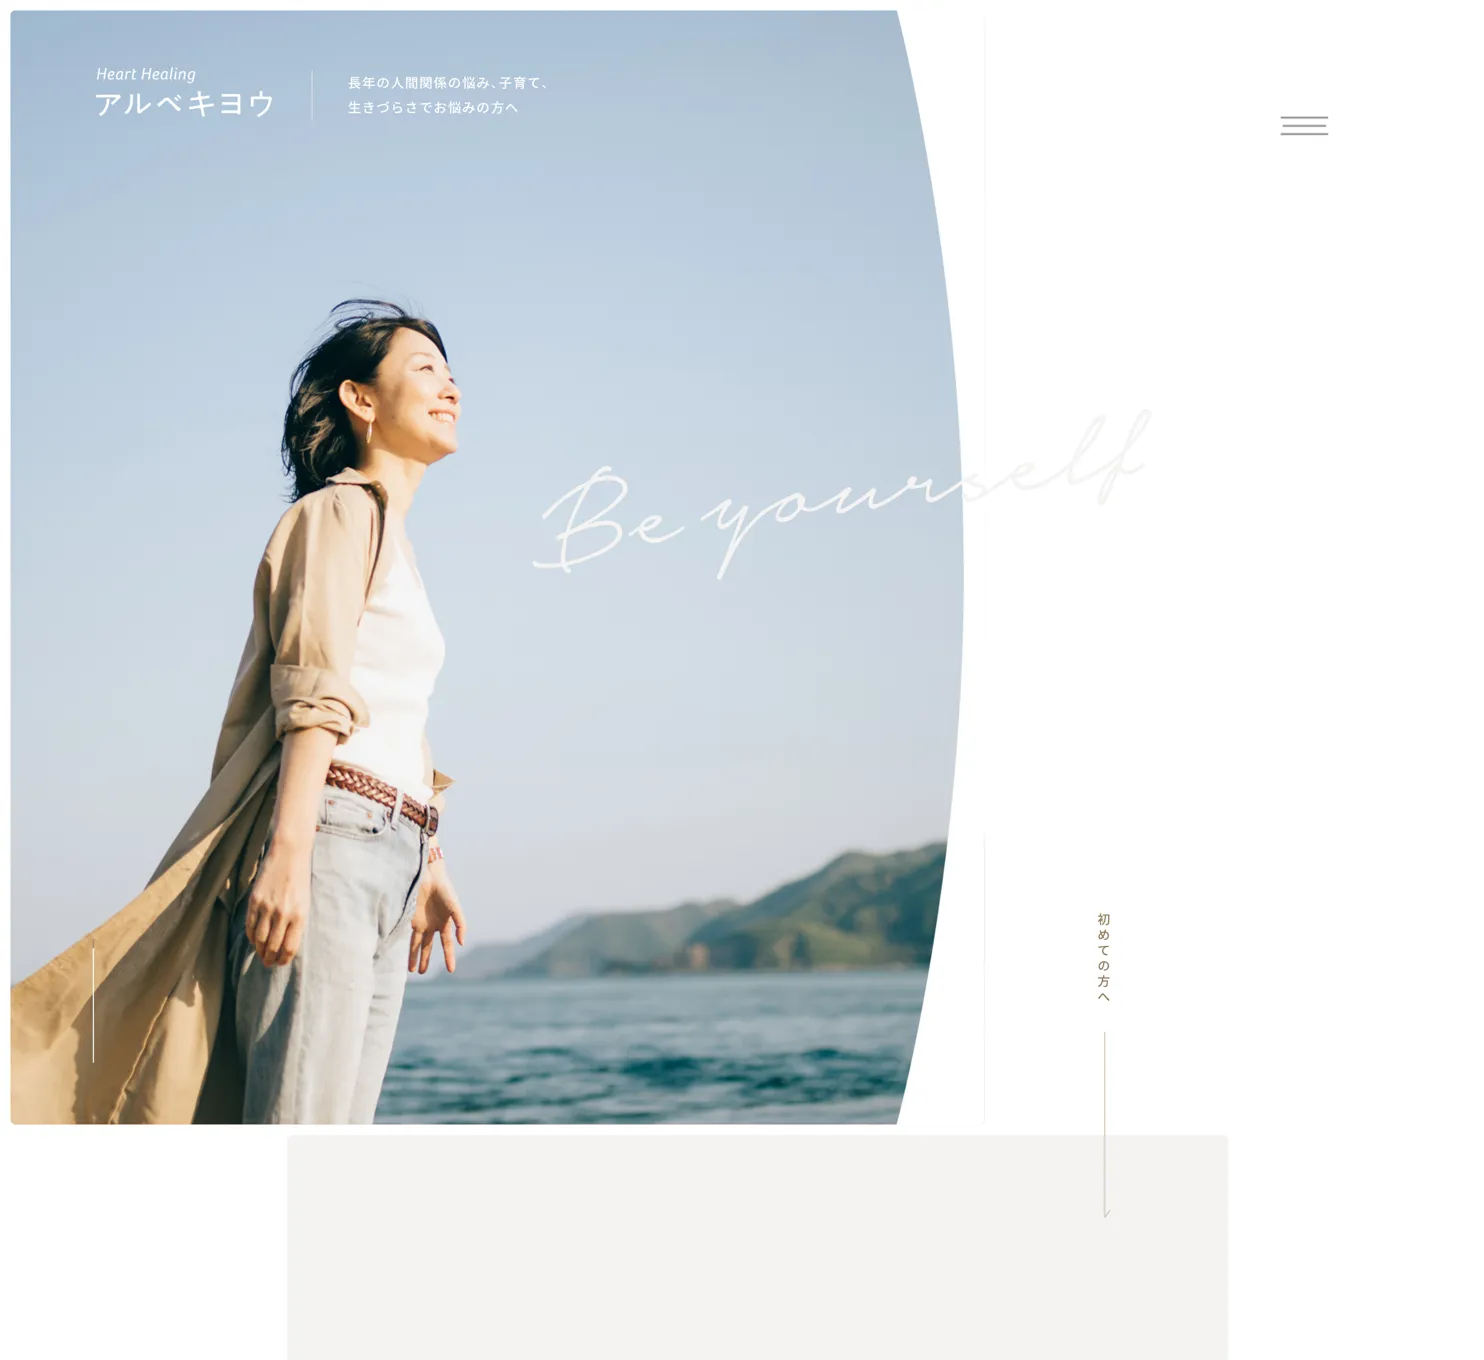 Heart Healing
アルベキヨウ
長年の人間関係の悩み、子育て、
生きづらさでお悩みの方へ
Be yourself
初めての方へ